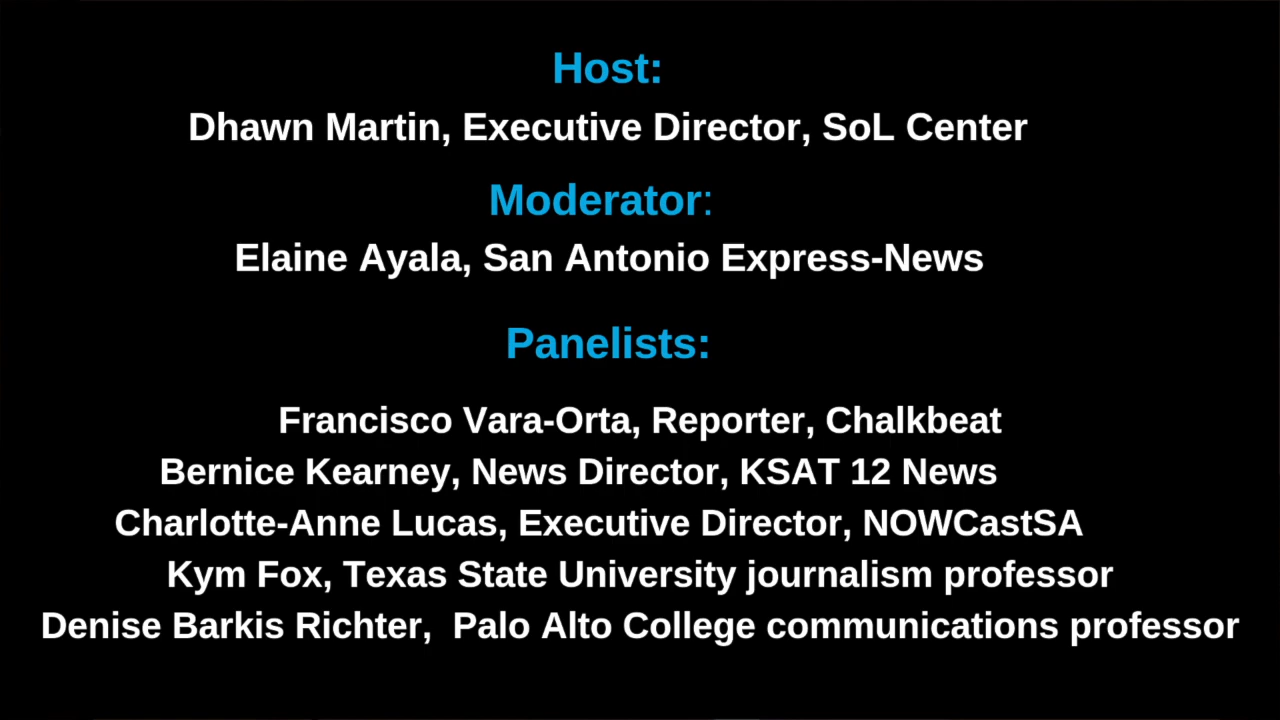 Host:
Dhawn Martin, Executive Director, SoL Center
Moderator:
Elaine Ayala, San Antonio Express-News
Panelists:
Francisco Vara-Orta, Reporter, Chalkbeat
Bernice Kearney, News Director, KSAT 12 News
Charlotte-Anne Lucas, Executive Director, NOWCastSA
Kym Fox, Texas State University journalism professor
Denise Barkis Richter,  Palo Alto College communications professor